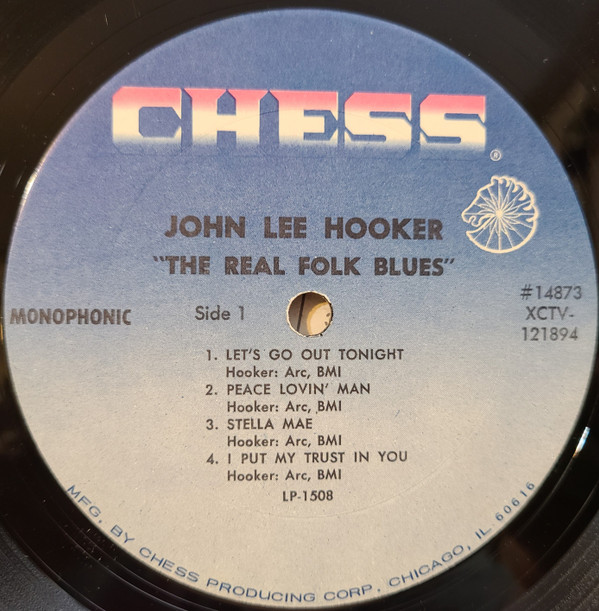 CHESS®
JOHN LEE HOOKER
"THE REAL FOLK BLUES"
MONOPHONIC
Side 1
#14873
XCTV-
121894
1. LET'S GO OUT TONIGHT
Hooker: Arc, BMI
2. PEACE LOVIN' MAN
Hooker: Arc, BMI
3. STELLA MAE
Hooker: Arc, BMI
4. I PUT MY TRUST IN YOU
Hooker: Arc, BMI
LP-1508
MFG. BY CHESS PRODUCING CORP. CHICAGO, IL 60616